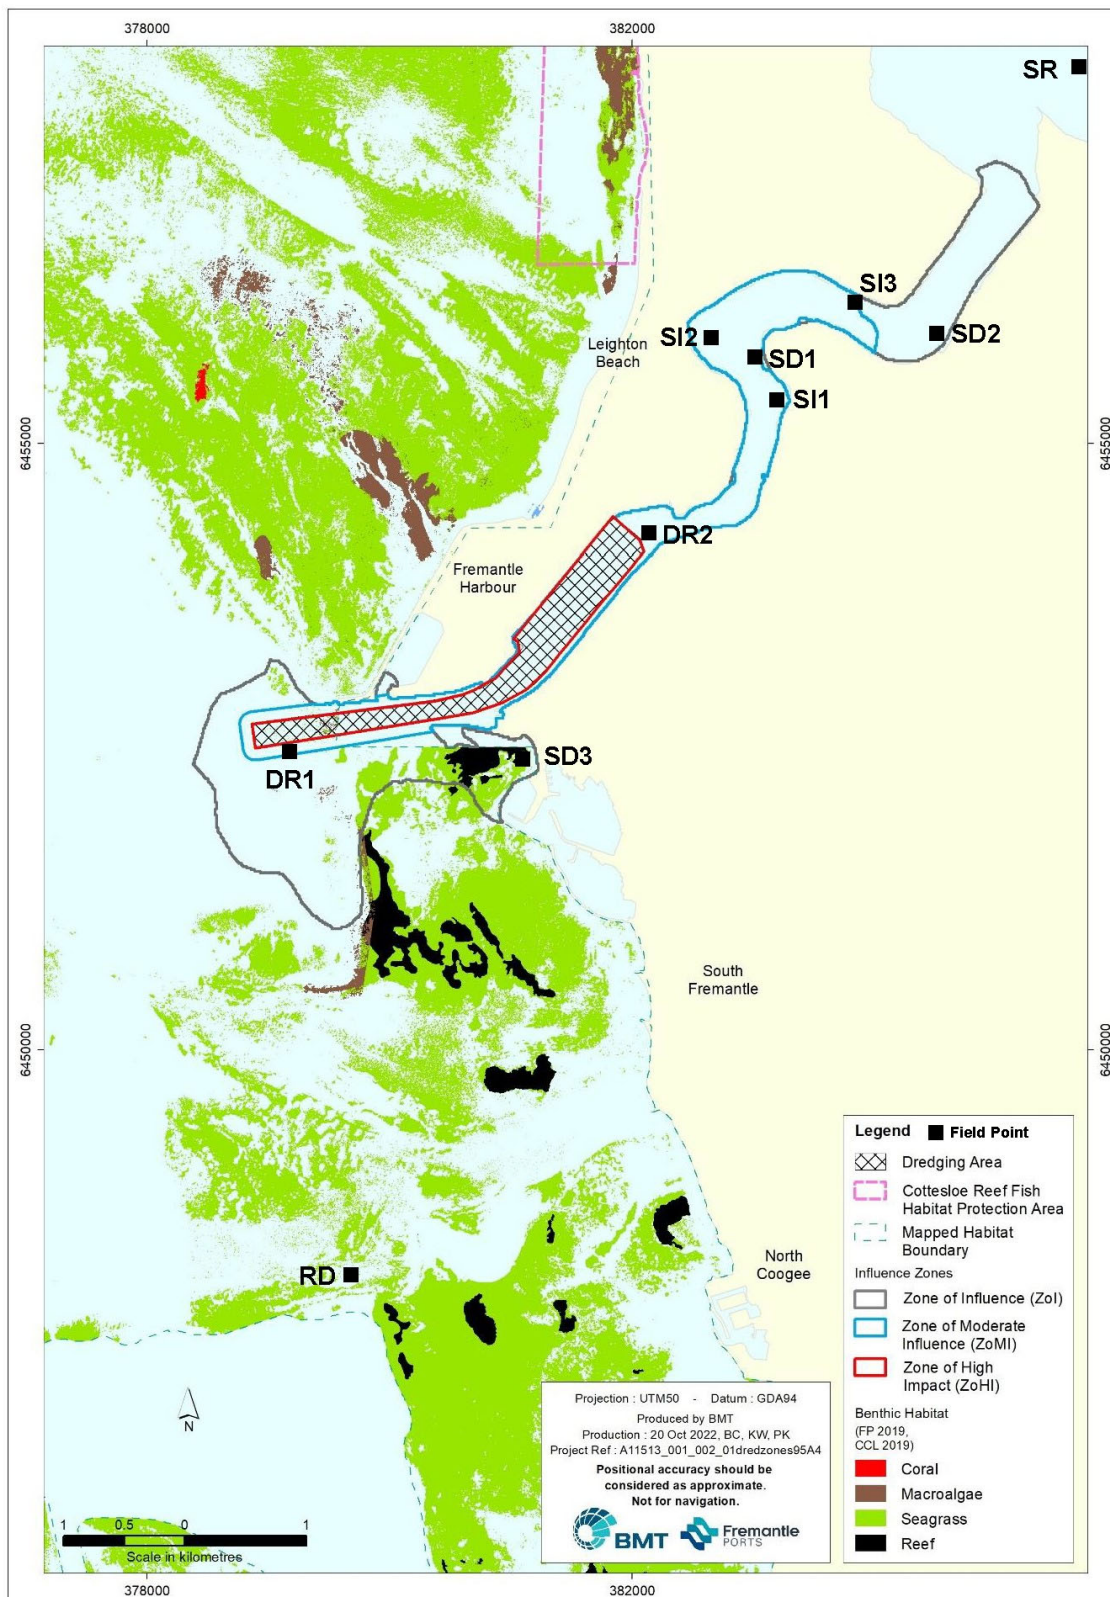 378000
382000
SR
SI3
SI2
SD2
Leighton
Beach
SD1
SI1
6455000
6455000
DR2
Fremantle
Harbour
DR1
SD3
South
Fremantle
6450000
6450000
North
Coogee
RD
N
1 0.5 0 1
Scale in kilometres
Projection : UTM50 - Datum : GDA94
Produced by BMT
Production : 20 Oct 2022, BC, KW, PK
Project Ref : A11513_001_002_01dredzones95A4
Positional accuracy should be
considered as approximate.
Not for navigation.
BMT
Fremantle
PORTS
Legend
Field Point
Dredging Area
Cottesloe Reef Fish
Habitat Protection Area
Mapped Habitat
Boundary
Influence Zones
Zone of Influence (ZoI)
Zone of Moderate
Influence (ZoMI)
Zone of High
Impact (ZoHI)
Benthic Habitat
(FP 2019,
CCL 2019)
Coral
Macroalgae
Seagrass
Reef
378000
382000